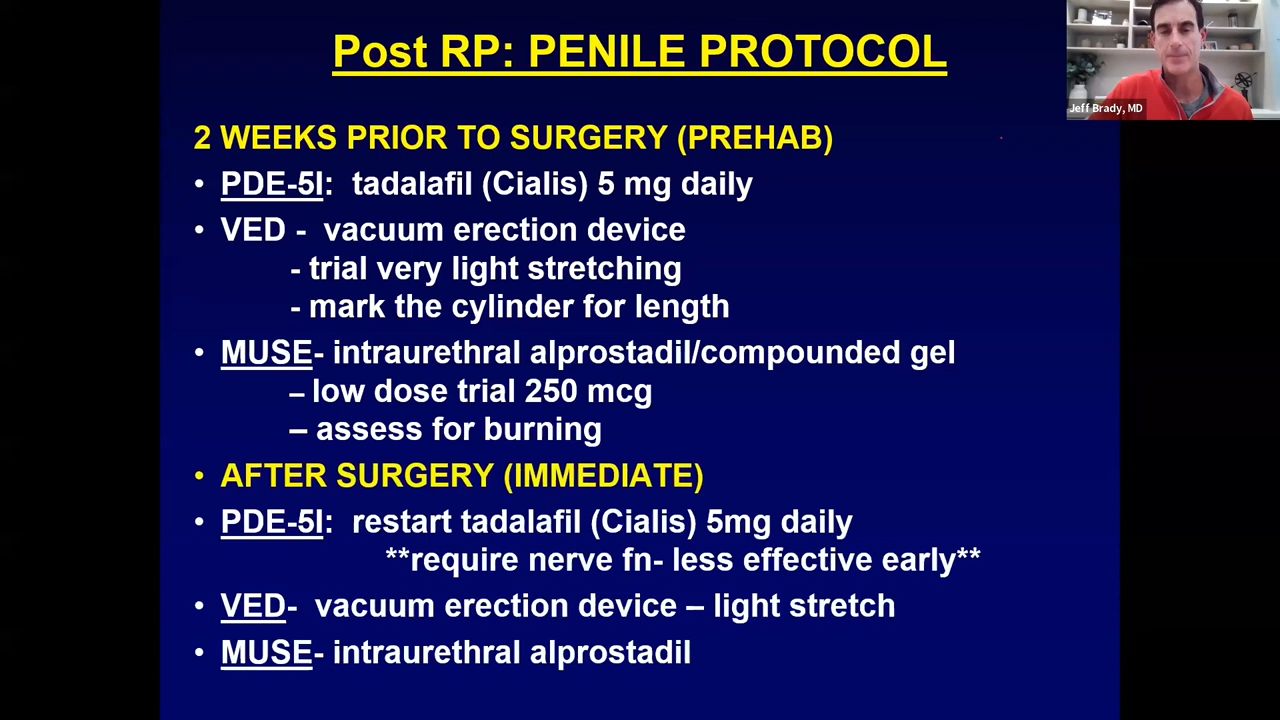 Post RP: PENILE PROTOCOL
Jeff Brady, MD
2 WEEKS PRIOR TO SURGERY (PREHAB)
• PDE-5I: tadalafil (Cialis) 5 mg daily
• VED - vacuum erection device
- trial very light stretching
- mark the cylinder for length
• MUSE- intraurethral alprostadil/compounded gel
– low dose trial 250 mcg
– assess for burning
• AFTER SURGERY (IMMEDIATE)
• PDE-5I: restart tadalafil (Cialis) 5mg daily
**require nerve fn- less effective early**
• VED- vacuum erection device – light stretch
• MUSE- intraurethral alprostadil